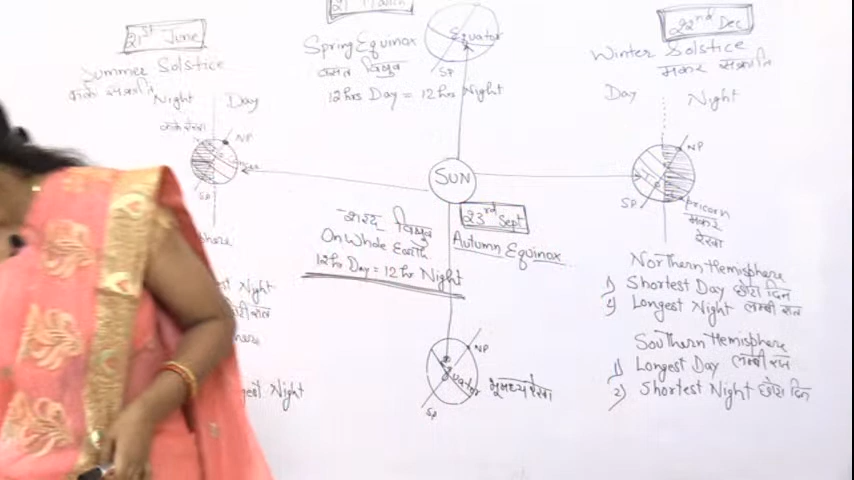 21st June
Summer Solstice
Night Day
NP
SP
21 March
Spring Equinox
वसंत विषुव
12 hrs Day = 12 hrs Night
Equator
SP
22nd Dec
Winter Solstice
मकर संक्रांति
Day Night
NP
SP
pricorn
मकर
रेखा
SUN
23rd Sept
Autumn Equinox
शरद विषुव
On Whole Earth
12 hr Day = 12 hr Night
NP
SP
भूमध्य रेखा
st Night
gest Night
Northern Hemisphere
1) Shortest Day छोटा दिन
Longest Night लम्बी रात
Southern Hemisphere
1) Longest Day लम्बी रात
2) Shortest Night छोटा दिन